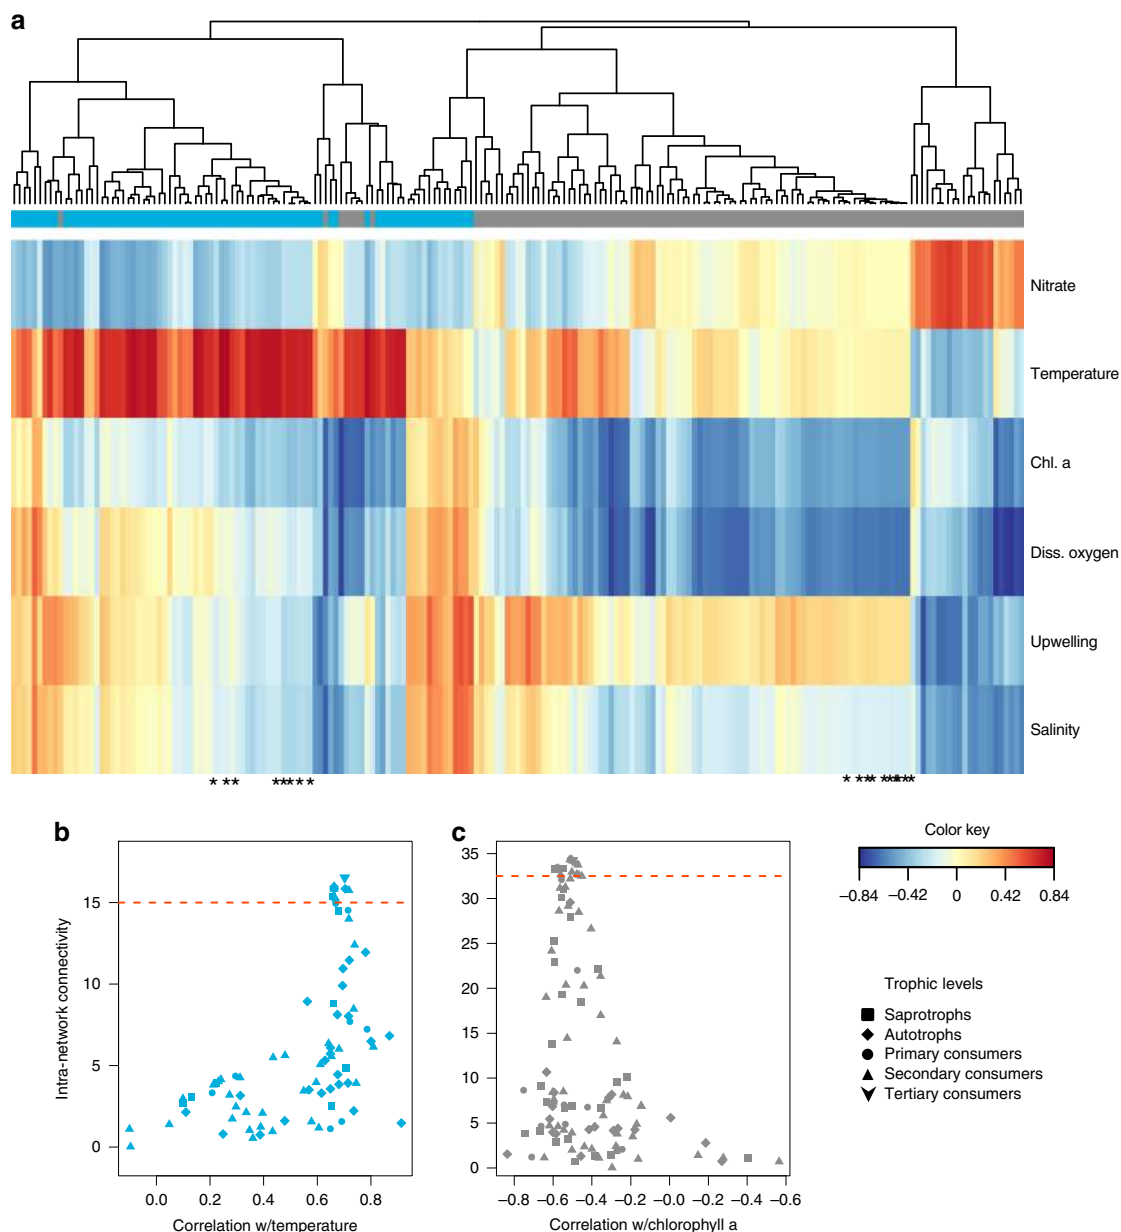 a
Nitrate
Temperature
Chl. a
Diss. oxygen
Upwelling
Salinity
* * * * * * * * * * * * * * * * * *
b
c
Intra-network connectivity
15
10
5
0
0.0 0.2 0.4 0.6 0.8
Correlation w/temperature
35
30
25
20
15
10
5
0
−0.8 −0.6 −0.4 −0.2 −0.0 −0.2 −0.4 −0.6
Correlation w/chlorophyll a
Color key
−0.84 −0.42 0 0.42 0.84
Trophic levels
Saprotrophs
Autotrophs
Primary consumers
Secondary consumers
Tertiary consumers